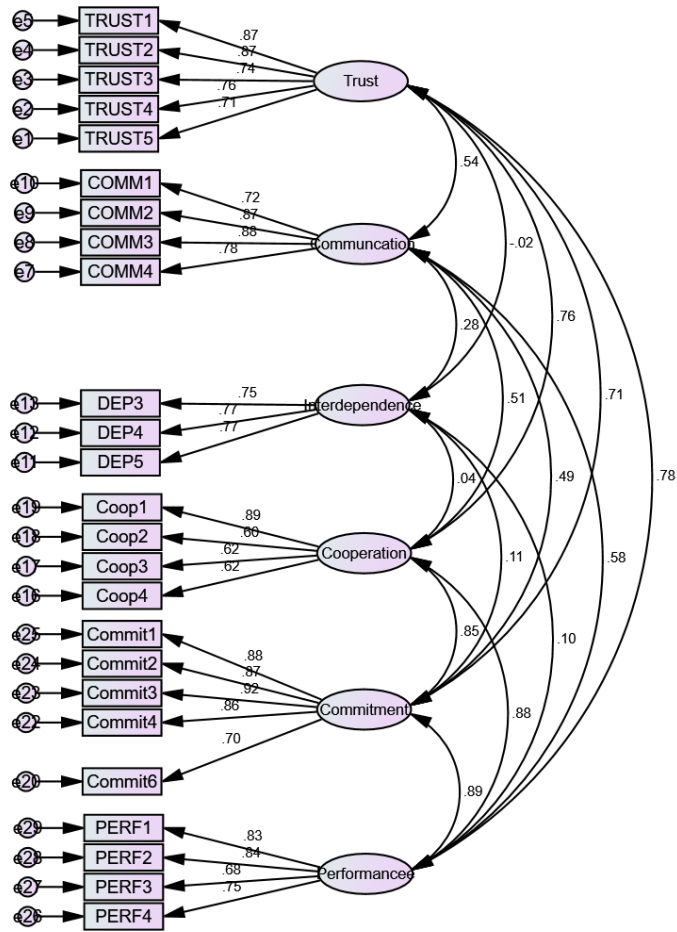 e5 TRUST1 .87
e4 TRUST2 .87
e3 TRUST3 .74 Trust
e2 TRUST4 .76
e1 TRUST5 .71
.54
e10 COMM1 .72
e9 COMM2 .87
e8 COMM3 .88 Communcation -.02
e7 COMM4 .78
.28 .76
e13 DEP3 .75 Interdependence .51 .71
e12 DEP4 .77
e11 DEP5 .77
.04 .49 .78
e19 Coop1 .89
e18 Coop2 .60
e17 Coop3 .62 Cooperation .11 .58
e16 Coop4 .62
e25 Commit1 .88 .85 .10
e24 Commit2 .87
e23 Commit3 .92 Commitment .88
e22 Commit4 .86
e20 Commit6 .70 .89
e29 PERF1 .83
e28 PERF2 .84
e27 PERF3 .68 Performancee
e26 PERF4 .75